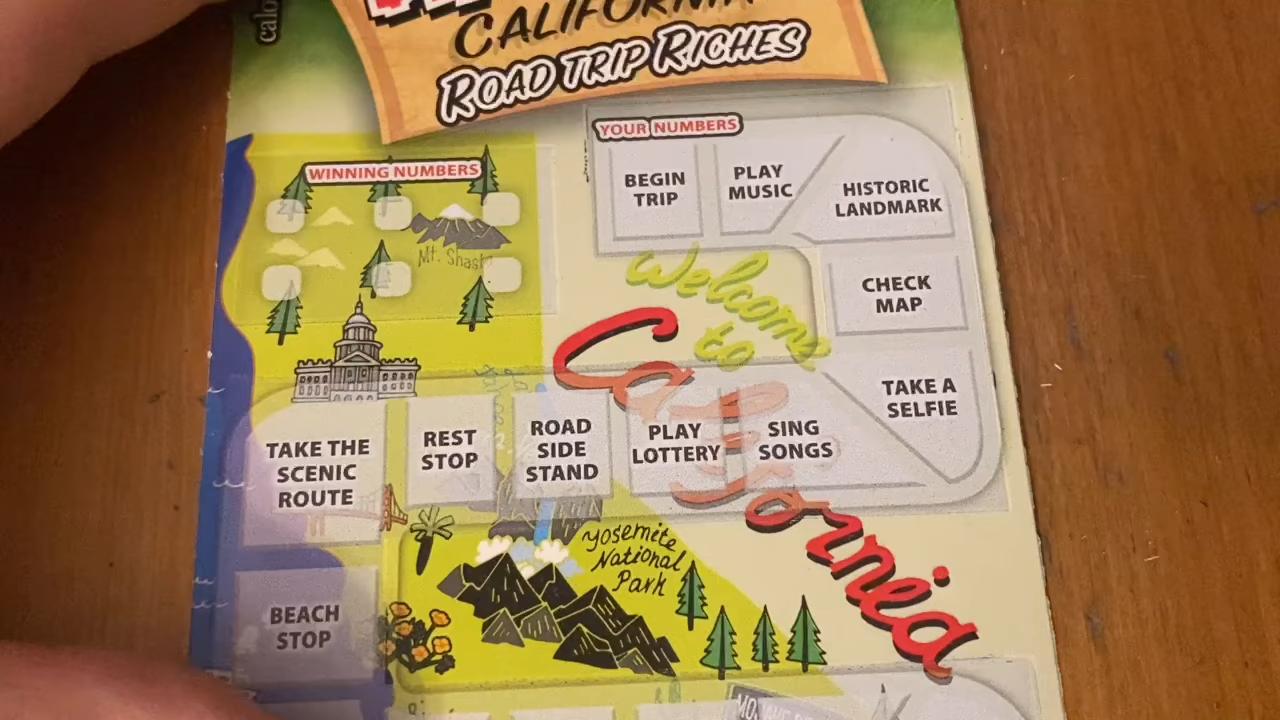 CALIFORNIA
ROAD TRIP RICHES
YOUR NUMBERS
WINNING NUMBERS
BEGIN
TRIP
PLAY
MUSIC
HISTORIC
LANDMARK
Mt. Shast
CHECK
MAP
Welcome
to
California
TAKE A
SELFIE
TAKE THE
SCENIC
ROUTE
REST
STOP
ROAD
SIDE
STAND
PLAY
LOTTERY
SING
SONGS
Yosemite
National
Park
BEACH
STOP